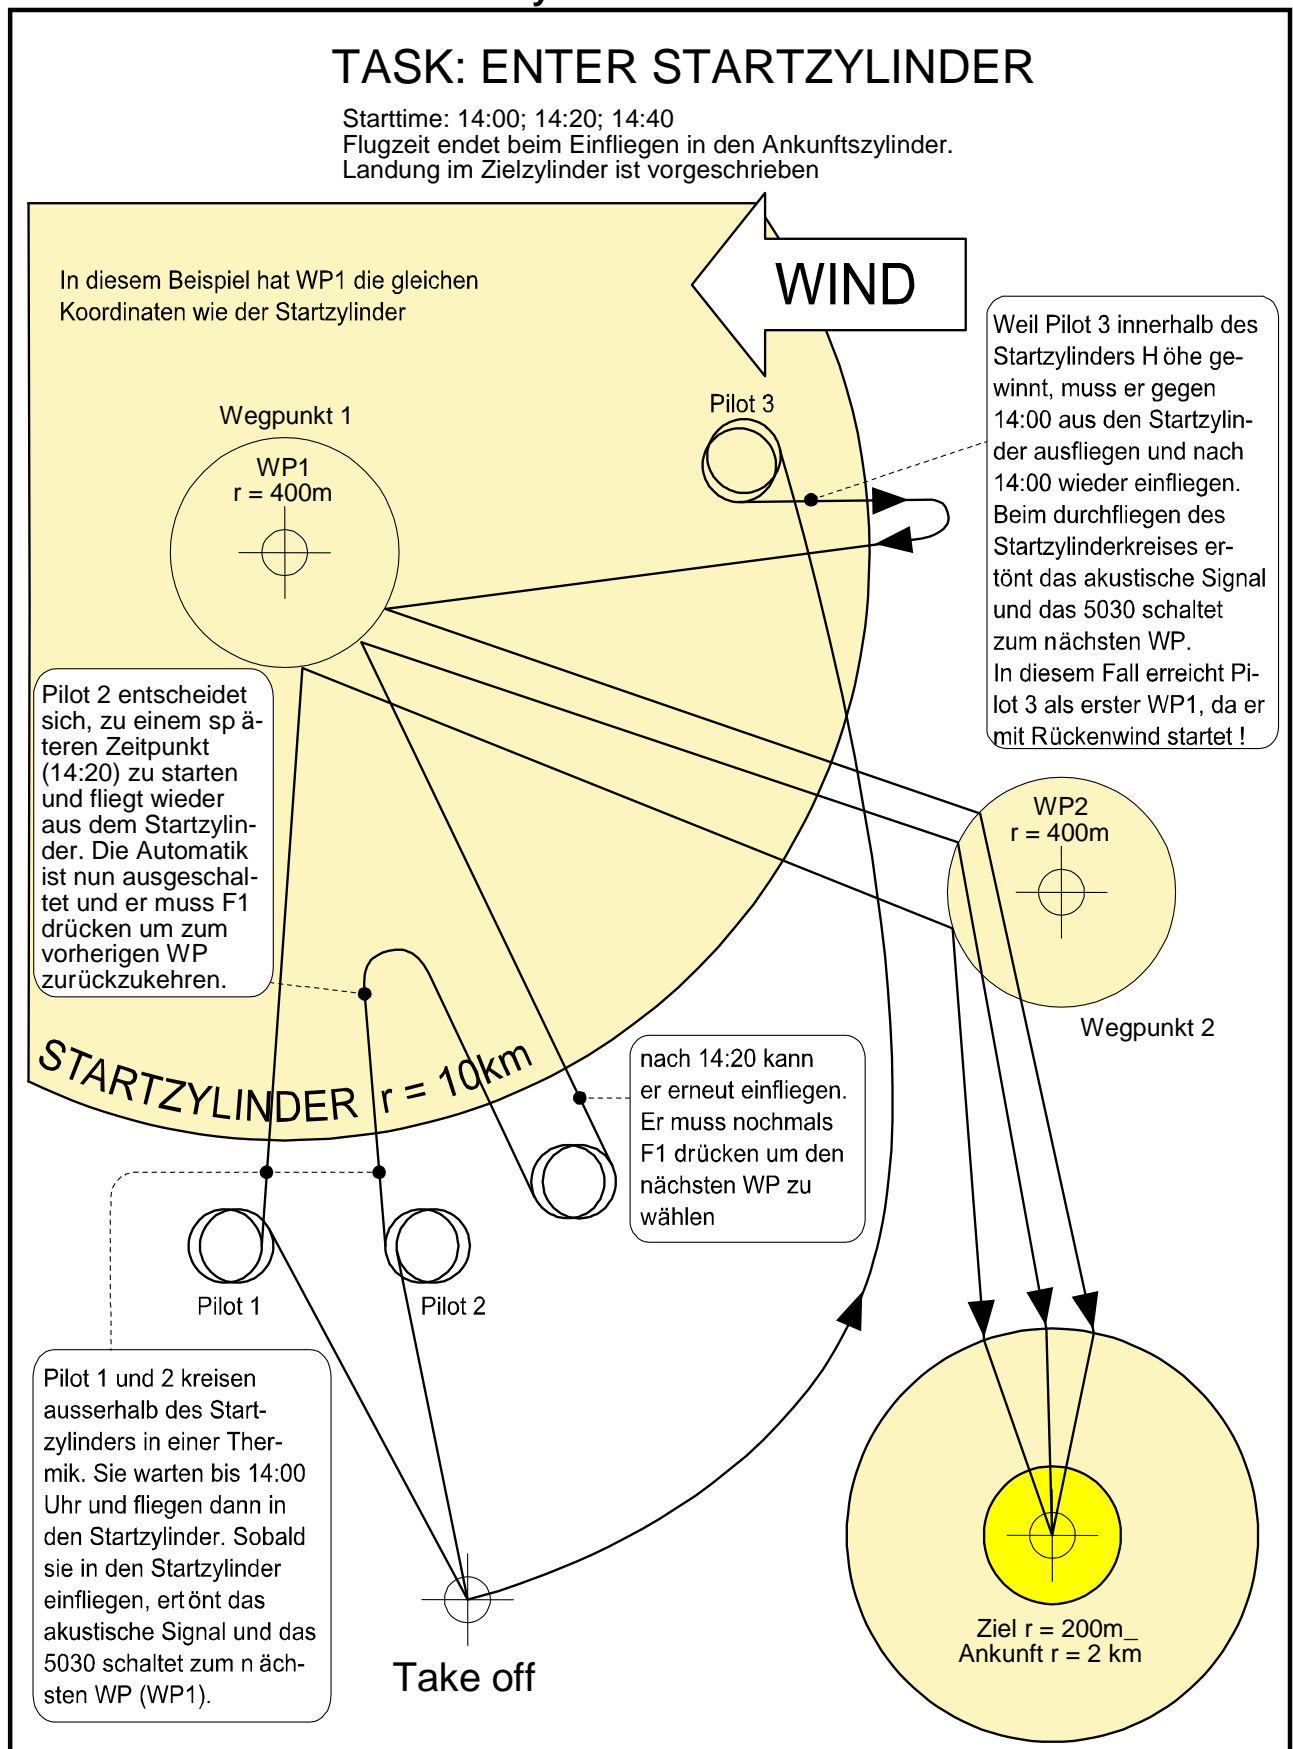 TASK: ENTER STARTZYLINDER
Starttime: 14:00; 14:20; 14:40
Flugzeit endet beim Einfliegen in den Ankunftszylinder.
Landung im Zielzylinder ist vorgeschrieben
In diesem Beispiel hat WP1 die gleichen
Koordinaten wie der Startzylinder
WIND
Weil Pilot 3 innerhalb des
Startzylinders H öhe ge-
winnt, muss er gegen
14:00 aus den Startzylin-
der ausfliegen und nach
14:00 wieder einfliegen.
Beim durchfliegen des
Startzylinderkreises er-
tönt das akustische Signal
und das 5030 schaltet
zum nächsten WP.
In diesem Fall erreicht Pi-
lot 3 als erster WP1, da er
mit Rückenwind startet !
Pilot 3
Wegpunkt 1
WP1
r = 400m
Pilot 2 entscheidet
sich, zu einem sp ä-
teren Zeitpunkt
(14:20) zu starten
und fliegt wieder
aus dem Startzylin-
der. Die Automatik
ist nun ausgeschal-
tet und er muss F1
drücken um zum
vorherigen WP
zurückzukehren.
WP2
r = 400m
Wegpunkt 2
STARTZYLINDER r = 10km
nach 14:20 kann
er erneut einfliegen.
Er muss nochmals
F1 drücken um den
nächsten WP zu
wählen
Pilot 1
Pilot 2
Pilot 1 und 2 kreisen
ausserhalb des Start-
zylinders in einer Ther-
mik. Sie warten bis 14:00
Uhr und fliegen dann in
den Startzylinder. Sobald
sie in den Startzylinder
einfliegen, ert önt das
akustische Signal und das
5030 schaltet zum n äch-
sten WP (WP1).
Take off
Ziel r = 200m_
Ankunft r = 2 km